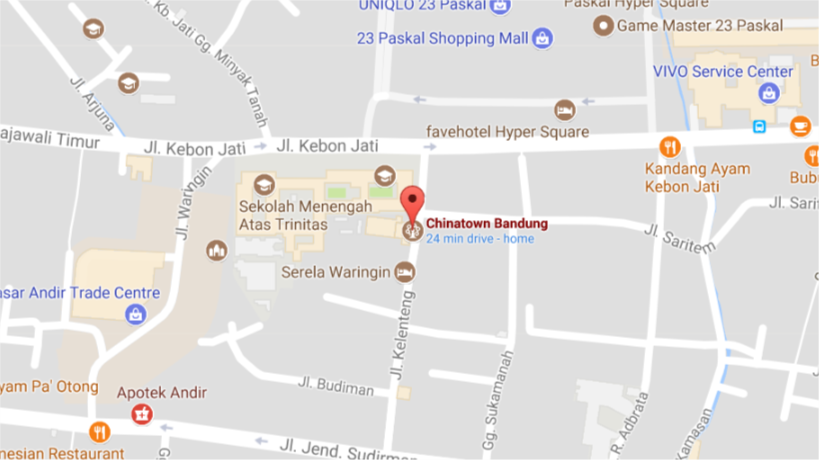 UNIQLO 23 Paskal
Paskal Hyper Square
Game Master 23 Paskal
23 Paskal Shopping Mall
Kb. Jati Gg. Minyak Tanah
VIVO Service Center
Jl. Arjuna
favehotel Hyper Square
ajawali Timur
Jl. Kebon Jati
Jl. Kebon Jati
Kandang Ayam
Kebon Jati
Bubu
Jl. Waringin
Sekolah Menengah
Atas Trinitas
Chinatown Bandung
24 min drive - home
Jl. Saritem
Jl. Sarit
Serela Waringin
asar Andir Trade Centre
Jl. Kelenteng
Gg. Sukamanah
Jl. Budiman
R. Adbrata
Kamasan
yam Pa' Otong
Apotek Andir
nesian Restaurant
Jl. Jend. Sudirman